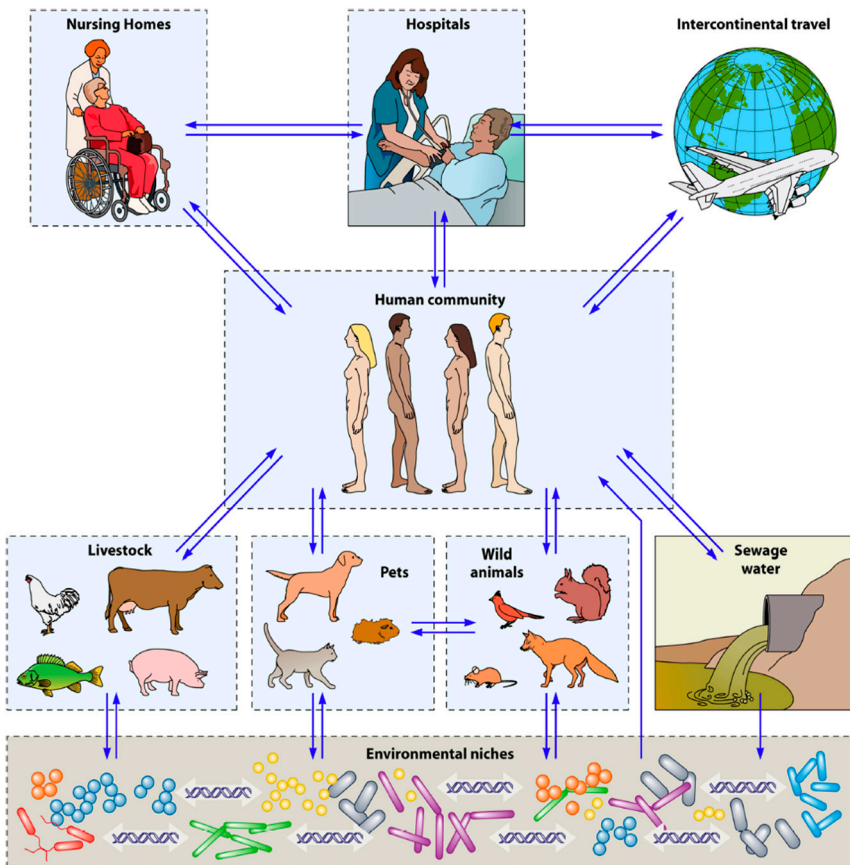 Nursing Homes
Hospitals
Intercontinental travel
Human community
Livestock
Pets
Wild
animals
Sewage
water
Environmental niches